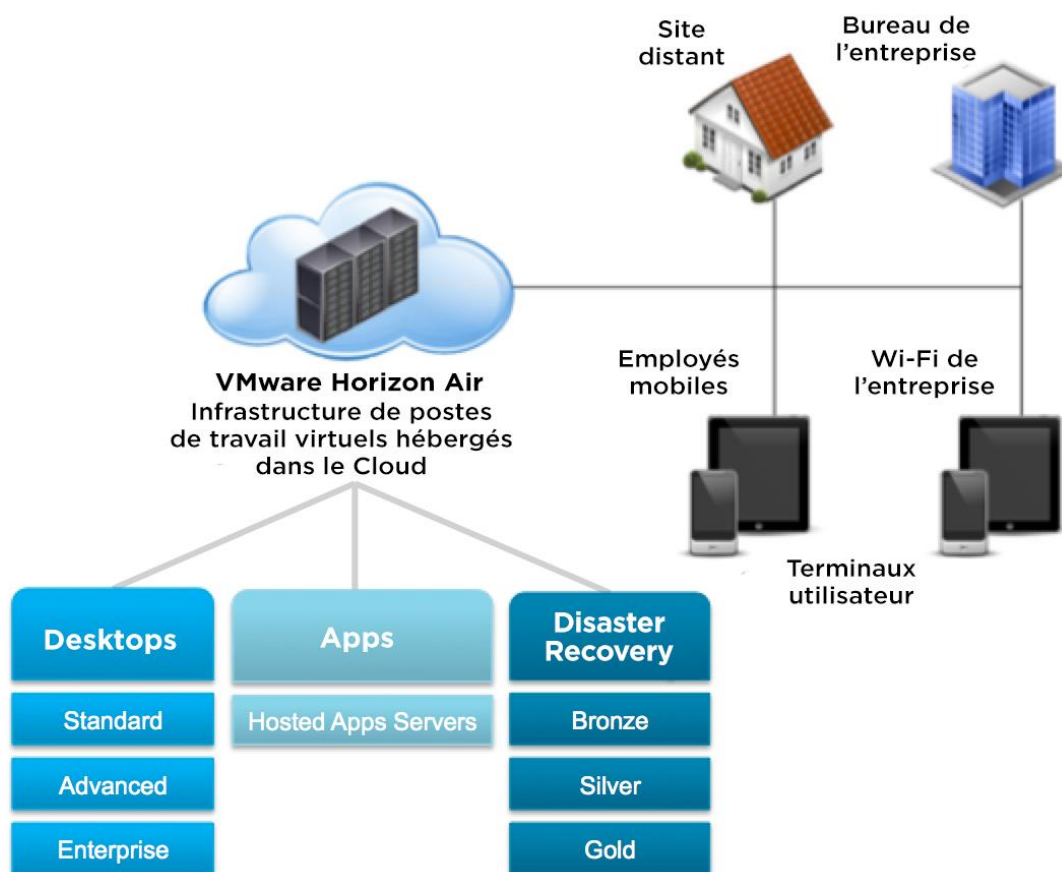 Site
distant
Bureau de
l'entreprise
VMware Horizon Air
Infrastructure de postes
de travail virtuels hébergés
dans le Cloud
Employés
mobiles
Wi-Fi de
l'entreprise
Terminaux
utilisateur
Desktops
Standard
Advanced
Enterprise
Apps
Hosted Apps Servers
Disaster
Recovery
Bronze
Silver
Gold